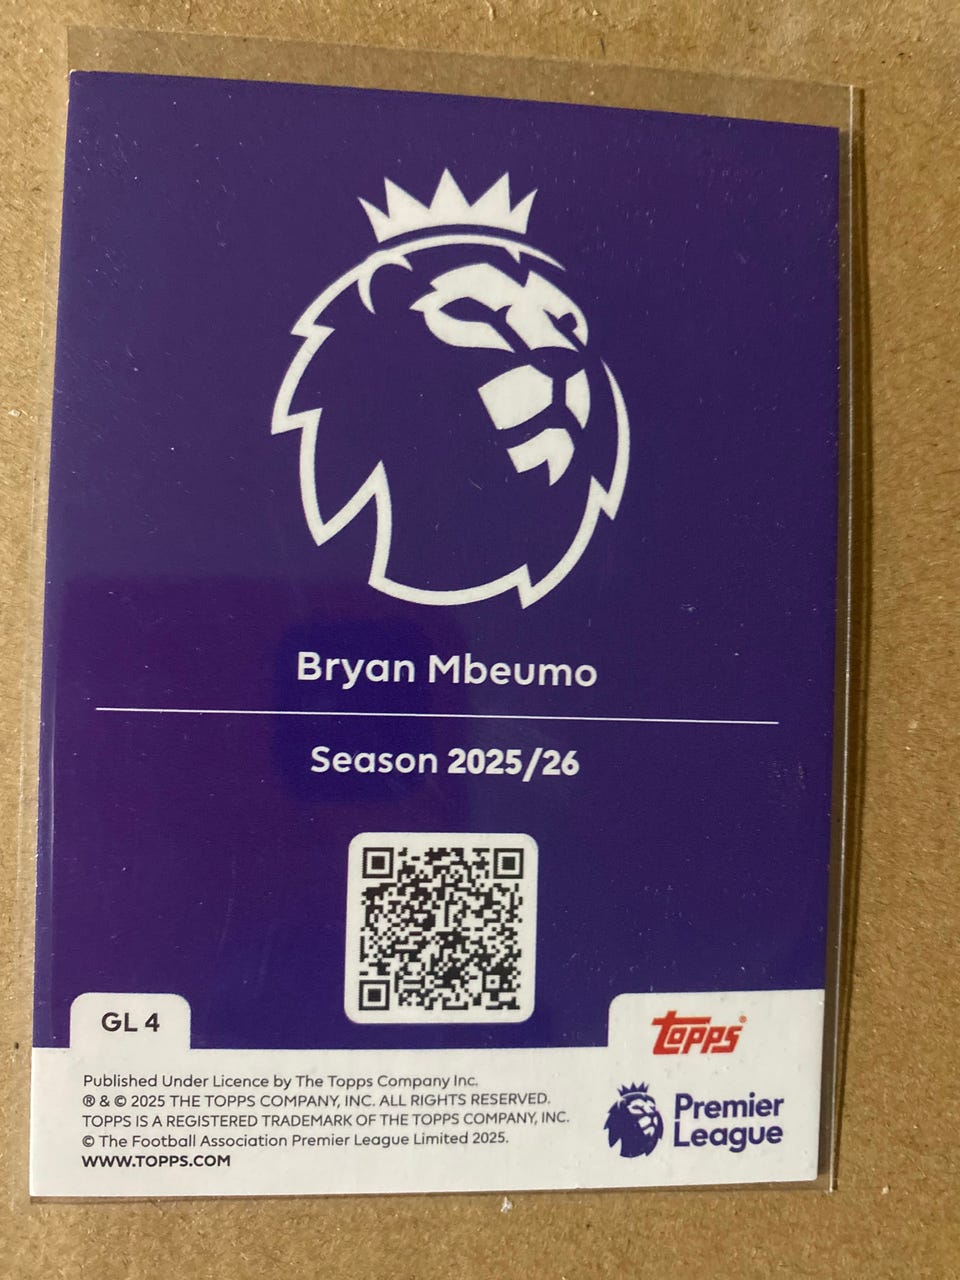 Bryan Mbeumo
Season 2025/26
GL 4
topps®
Published Under Licence by The Topps Company Inc.
® & © 2025 THE TOPPS COMPANY, INC. ALL RIGHTS RESERVED.
TOPPS IS A REGISTERED TRADEMARK OF THE TOPPS COMPANY, INC.
© The Football Association Premier League Limited 2025.
WWW.TOPPS.COM
Premier
League